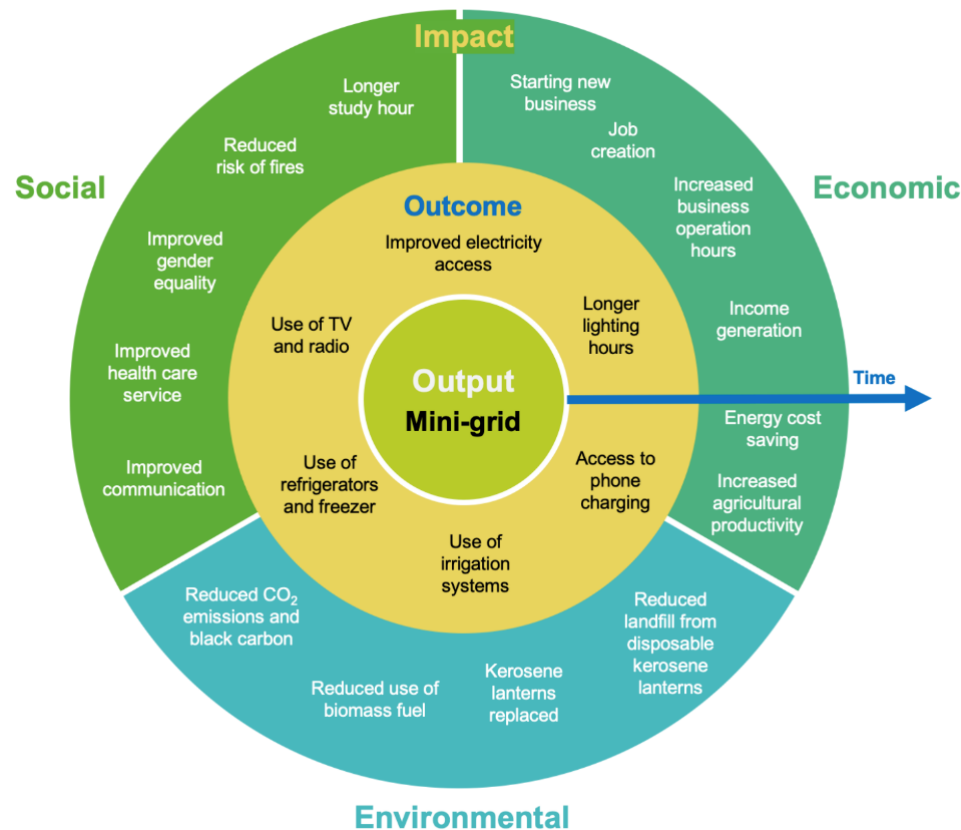 Impact
Longer
study hour
Reduced
risk of fires
Social
Improved
gender
equality
Improved
health care
service
Improved
communication
Starting new
business
Job
creation
Increased
business
operation
hours
Economic
Income
generation
Time
Energy cost
saving
Increased
agricultural
productivity
Outcome
Improved electricity
access
Use of TV
and radio
Longer
lighting
hours
Output
Mini-grid
Use of
refrigerators
and freezer
Access to
phone
charging
Use of
irrigation
systems
Reduced CO₂
emissions and
black carbon
Reduced use of
biomass fuel
Kerosene
lanterns
replaced
Reduced
landfill from
disposable
kerosene
lanterns
Environmental